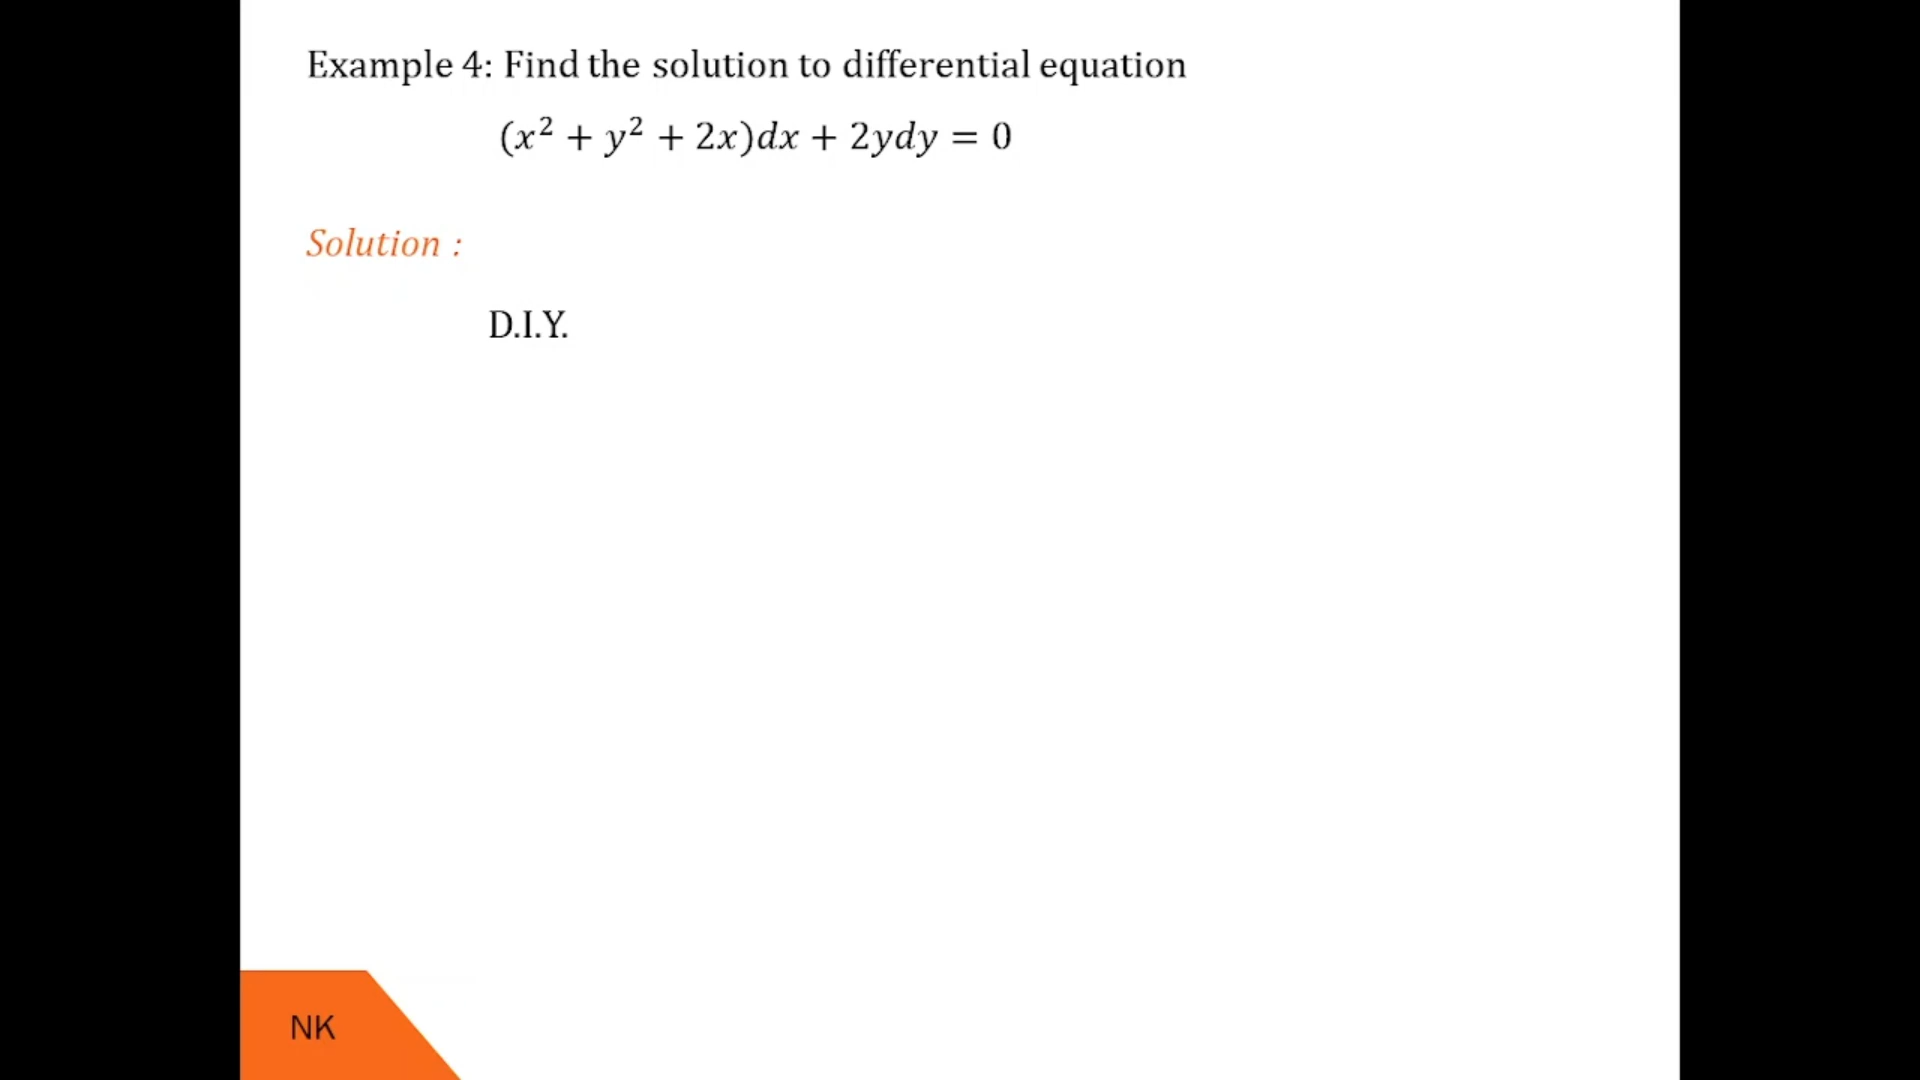 Example 4: Find the solution to differential equation
(x² + y² + 2x)dx + 2ydy = 0
Solution :
D.I.Y.
NK